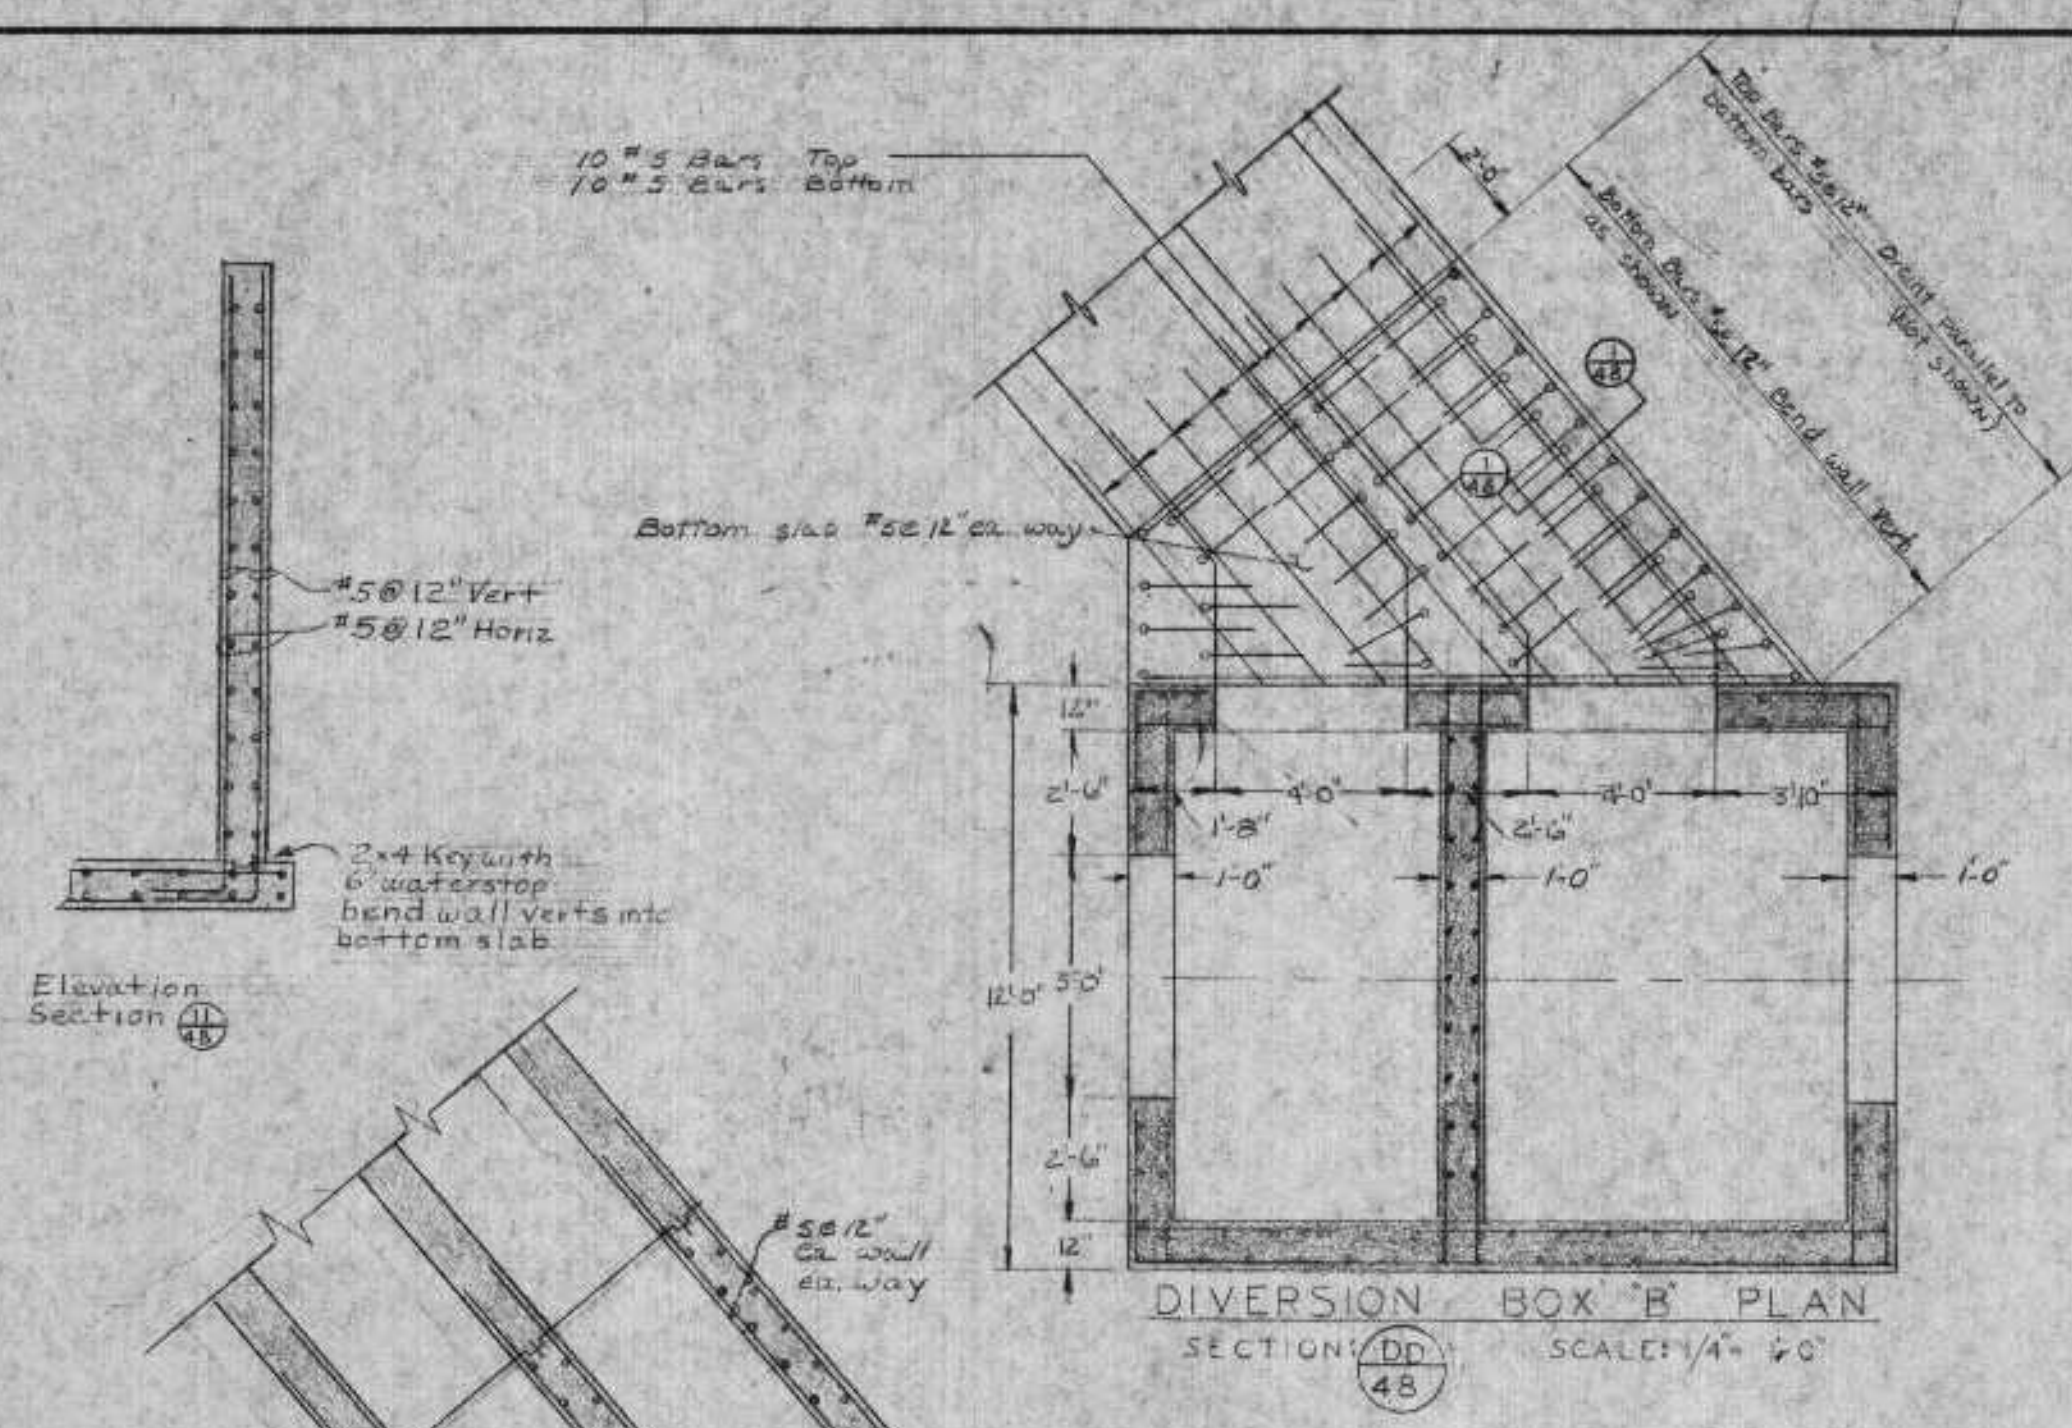 10 #5 Bars Top
10 #5 Bars Bottom
2'-0"
Top Bars #5@12" Orient parallel to
bottom bars (Not shown)
Bottom Bars #5@12" Bend wall Vert
as shown
1
48
1
48
Bottom slab #5@12" ea. way
#5@12" Vert
#5@12" Horiz
2x4 Key with
6" waterstop
bend wall verts into
bottom slab
Elevation
Section 11
48
12"
2'-6"
4'-0"
4'-0"
3'10"
1'-8"
2'-6"
1'-0"
1'-0"
1'-0"
12'-0"
5'-0"
2'-6"
12"
#5@12"
ea wall
ea. way
DIVERSION BOX "B" PLAN
SECTION: DD
48
SCALE: 1/4"